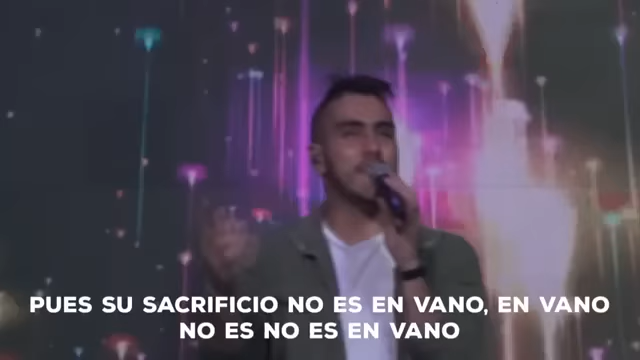 PUES SU SACRIFICIO NO ES EN VANO, EN VANO
NO ES NO ES EN VANO